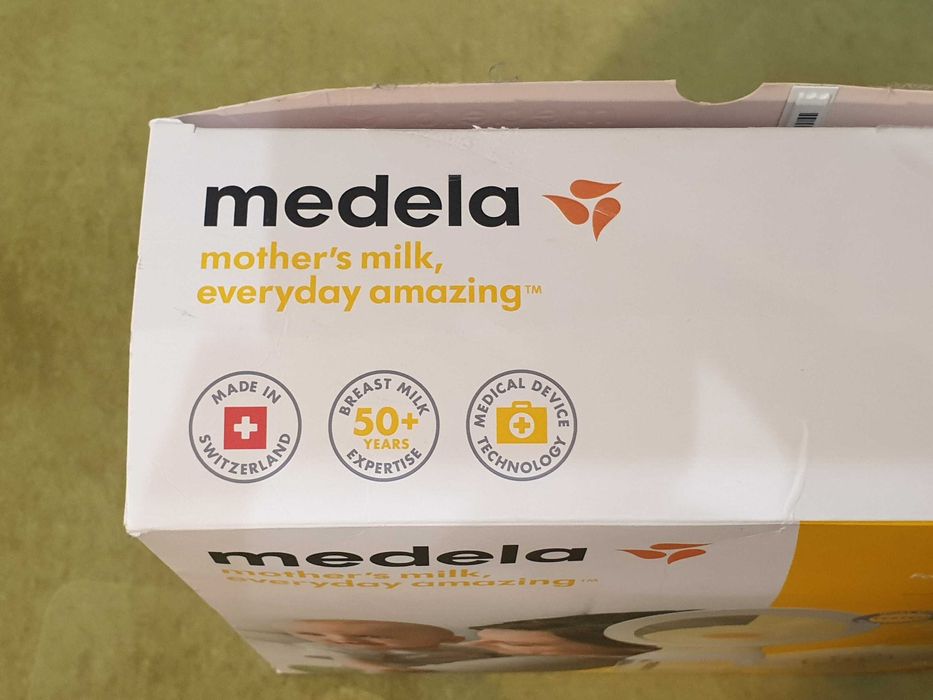 medela
mother's milk,
everyday amazing™
MADE IN
SWITZERLAND
BREAST MILK
50+
YEARS
EXPERTISE
MEDICAL DEVICE
TECHNOLOGY
medela
mother's milk,
everyday amazing™